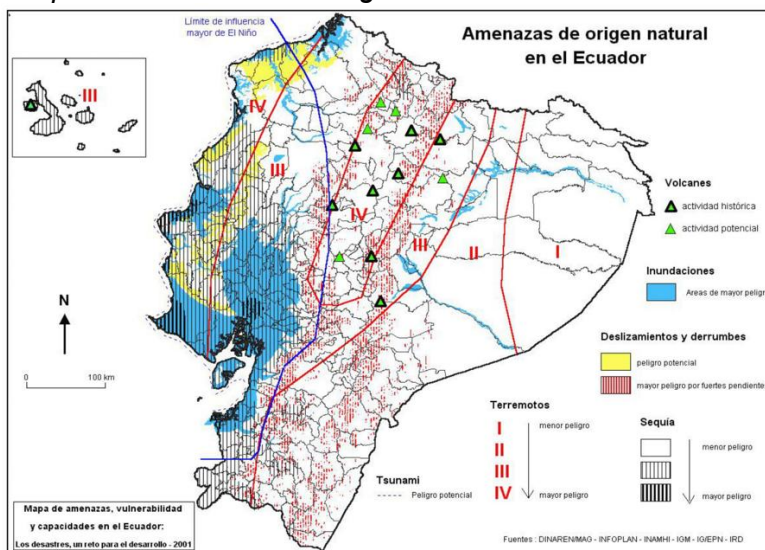 Límite de influencia
mayor de El Niño
Amenazas de origen natural
en el Ecuador
III
IV
III
IV
III
II
I
N
0 100 km
Volcanes
actividad histórica
actividad potencial
Inundaciones
Areas de mayor peligro
Deslizamientos y derrumbes
peligro potencial
mayor peligro por fuertes pendiente
Terremotos
I menor peligro
II
III
IV mayor peligro
Sequía
menor peligro
mayor peligro
Tsunami
Peligro potencial
Mapa de amenazas, vulnerabilidad
y capacidades en el Ecuador:
Los desastres, un reto para el desarrollo - 2001
Fuentes : DINAREN/MAG - INFOPLAN - INAMHI - IGM - IG/EPN - IRD